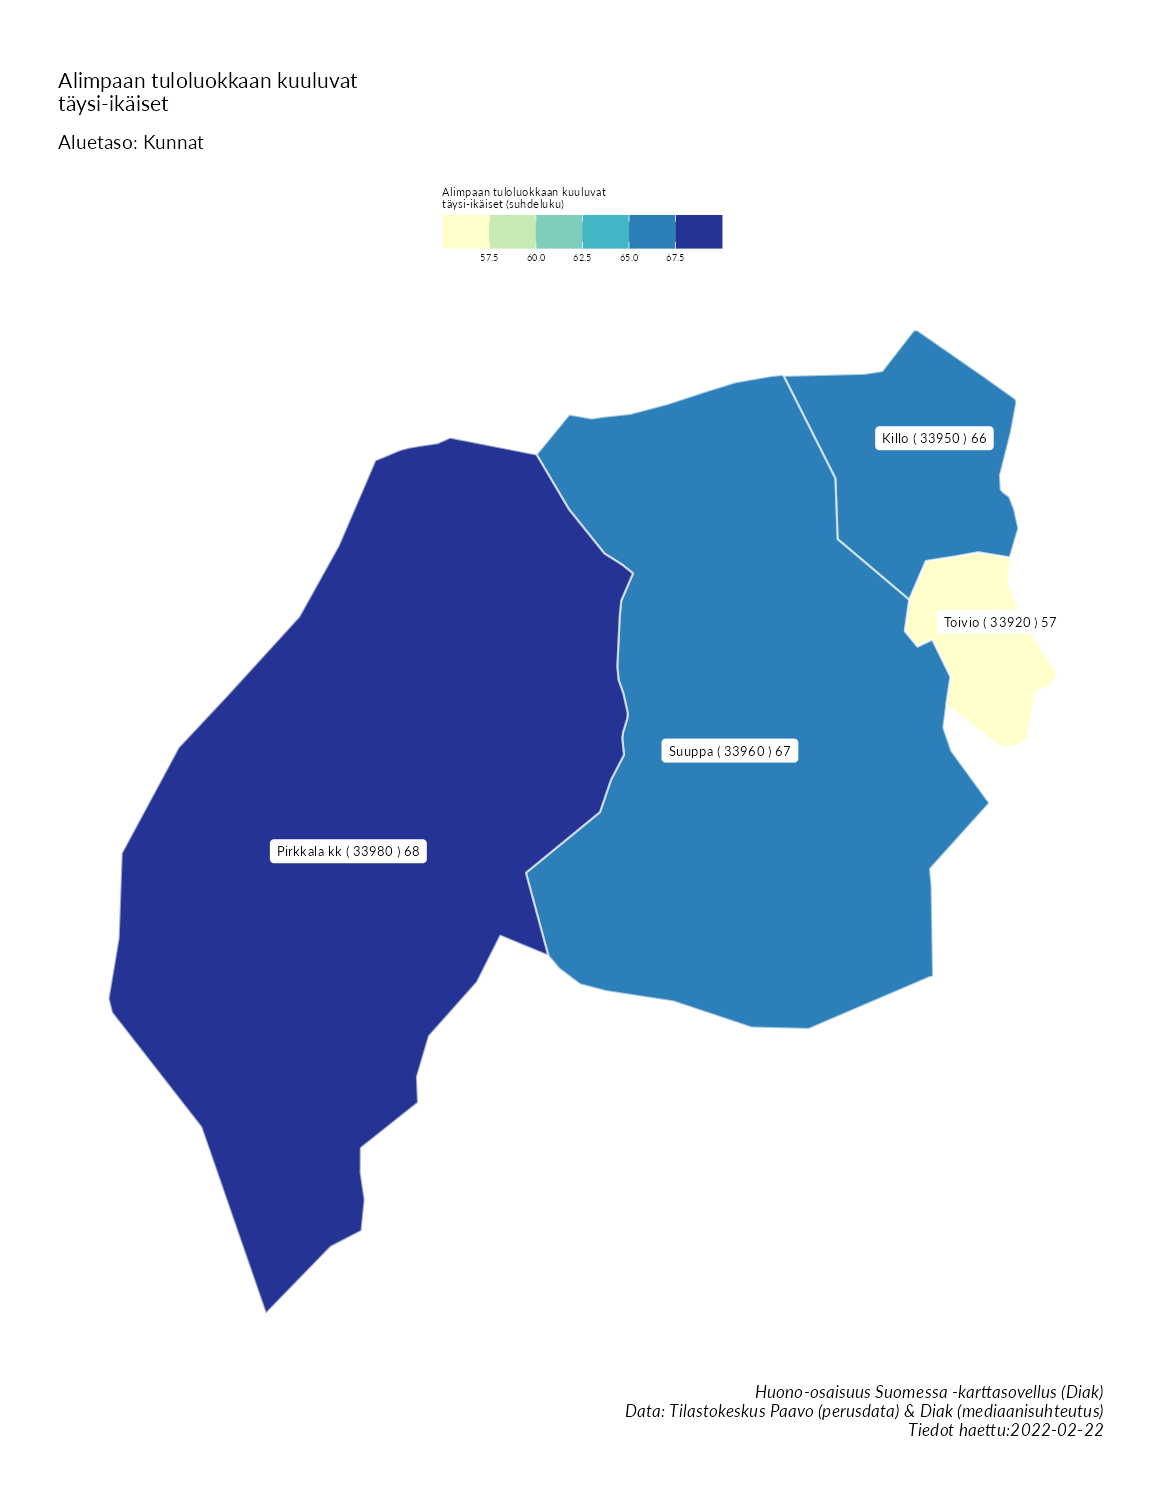 Alimpaan tuloluokkaan kuuluvat
täysi-ikäiset
Aluetaso: Kunnat
Alimpaan tuloluokkaan kuuluvat
täysi-ikäiset (suhdeluku)
57.5 60.0 62.5 65.0 67.5
Killo ( 33950 ) 66
Toivio ( 33920 ) 57
Suuppa ( 33960 ) 67
Pirkkala kk ( 33980 ) 68
Huono-osaisuus Suomessa -karttasovellus (Diak)
Data: Tilastokeskus Paavo (perusdata) & Diak (mediaanisuhteutus)
Tiedot haettu:2022-02-22